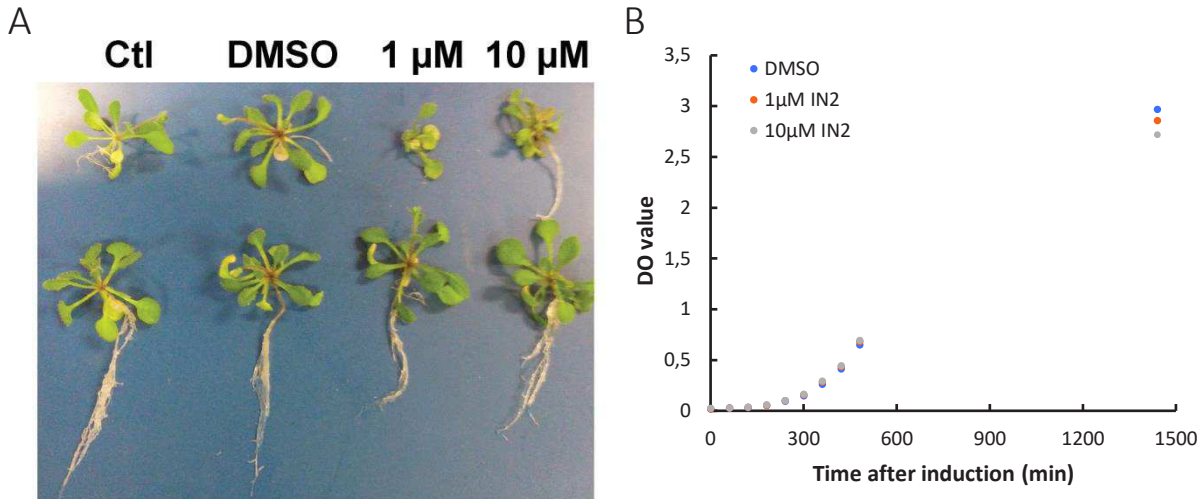 A
Ctl DMSO 1 µM 10 µM
B
3,5
3
2,5
2
1,5
1
0,5
0
DO value
DMSO
1µM IN2
10µM IN2
0 300 600 900 1200 1500
Time after induction (min)